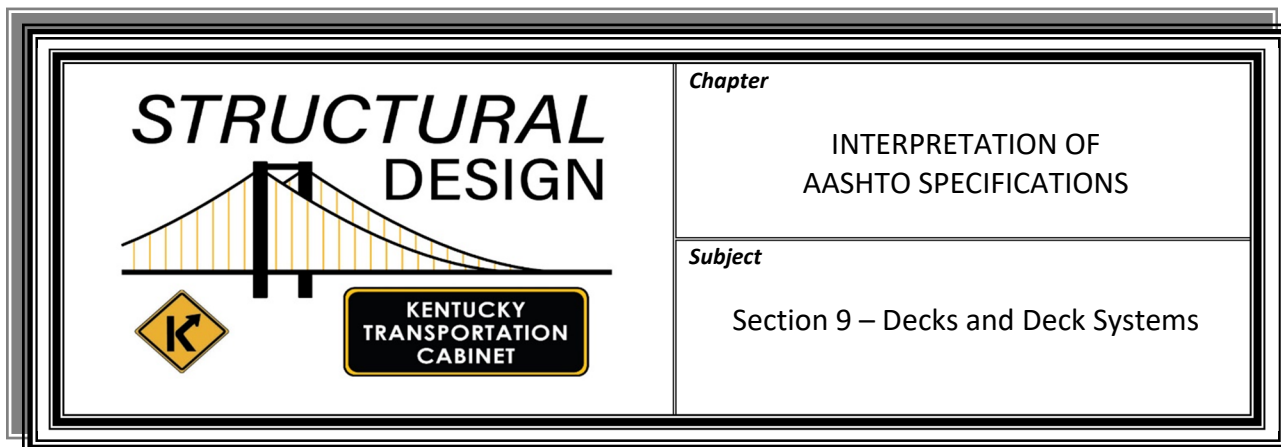 STRUCTURAL
DESIGN
K
KENTUCKY
TRANSPORTATION
CABINET
Chapter
INTERPRETATION OF
AASHTO SPECIFICATIONS
Subject
Section 9 – Decks and Deck Systems